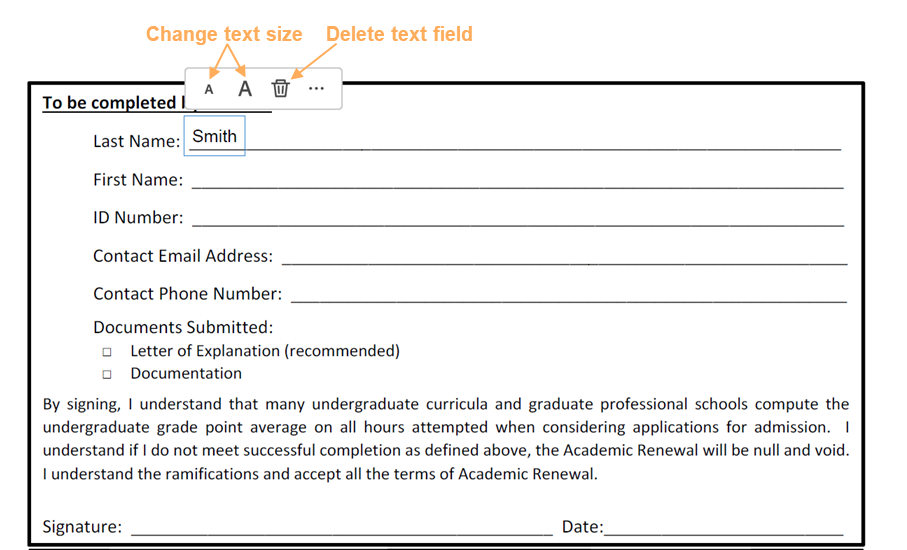 Change text size Delete text field
A A ...
To be completed
Last Name: Smith
First Name:
ID Number:
Contact Email Address:
Contact Phone Number:
Documents Submitted:
□ Letter of Explanation (recommended)
□ Documentation
By signing, I understand that many undergraduate curricula and graduate professional schools compute the
undergraduate grade point average on all hours attempted when considering applications for admission. I
understand if I do not meet successful completion as defined above, the Academic Renewal will be null and void.
I understand the ramifications and accept all the terms of Academic Renewal.
Signature: Date: